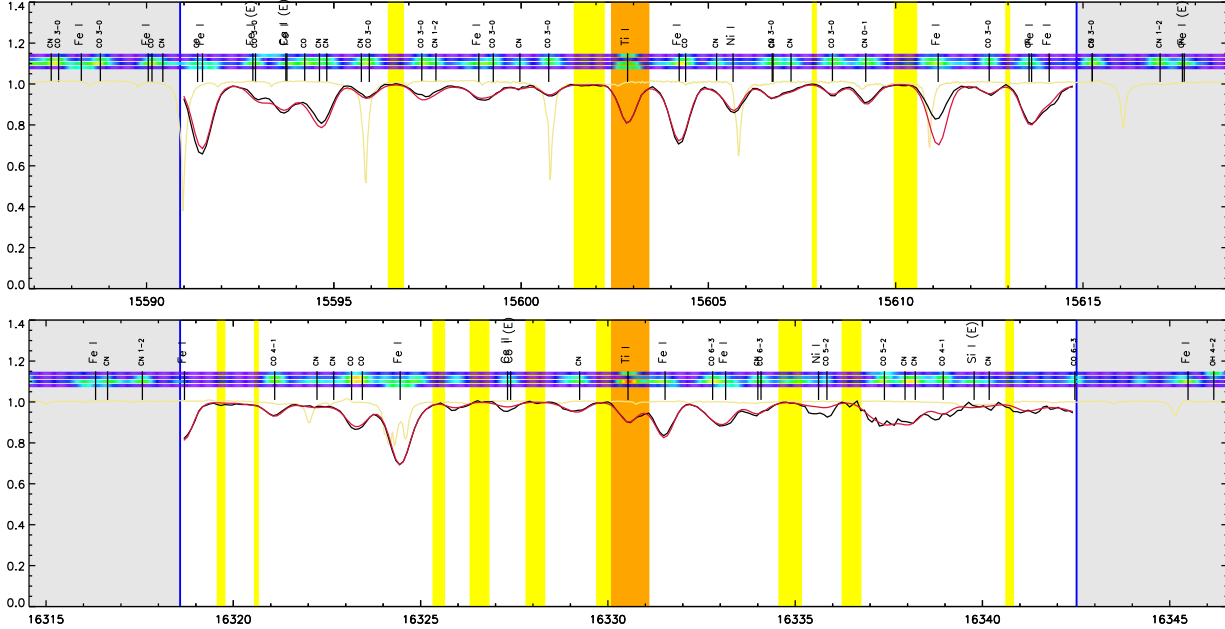 1.4
1.2
1.0
0.8
0.6
0.4
0.2
0.0
CN
CO 3-0
Fe I
CO 3-0
Fe I
CO
CN
Fe I
CO 3-0
CO
CN
CN
CN
CO 3-0
CO 3-0
CN 1-2
Fe I
CO 3-0
CN
CO 3-0
Ti I
Fe I
CO
CN
Ni I
CO 3-0
CN
CO 3-0
CN 0-1
Fe I
CO 3-0
Fe I
Fe I
CO 3-0
CN 1-2
Fe I (E)
15590
15595
15600
15605
15610
15615
1.4
1.2
1.0
0.8
0.6
0.4
0.2
0.0
Fe I
CN
CN 1-2
Fe I
CO 4-1
CN
CN
CO
CO
Fe I
CN
Ti I
Fe I
CO 6-3
Fe I
CO 6-3
Ni I
CO 5-2
CO 5-2
CN
CN
CO 4-1
Si I (E)
CN
CO 6-3
Fe I
OH 4-2
16315
16320
16325
16330
16335
16340
16345